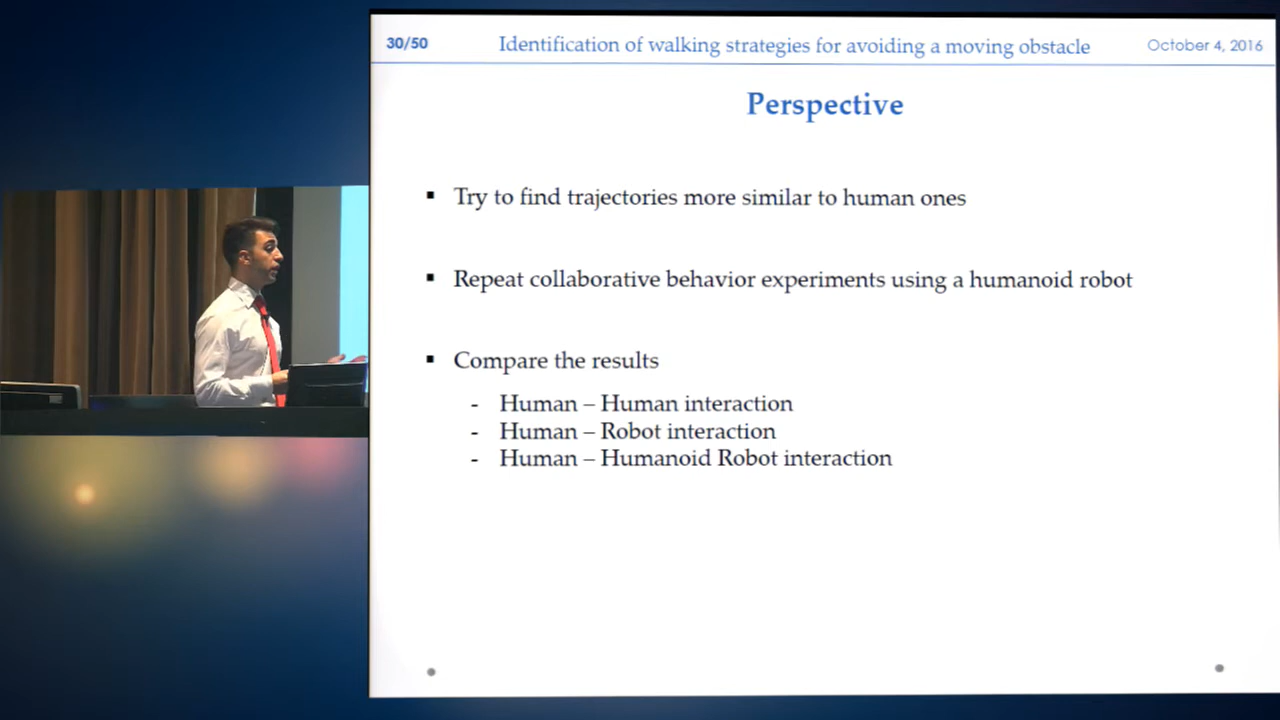 30/50 Identification of walking strategies for avoiding a moving obstacle October 4, 2016
Perspective
▪ Try to find trajectories more similar to human ones
▪ Repeat collaborative behavior experiments using a humanoid robot
▪ Compare the results
- Human – Human interaction
- Human – Robot interaction
- Human – Humanoid Robot interaction